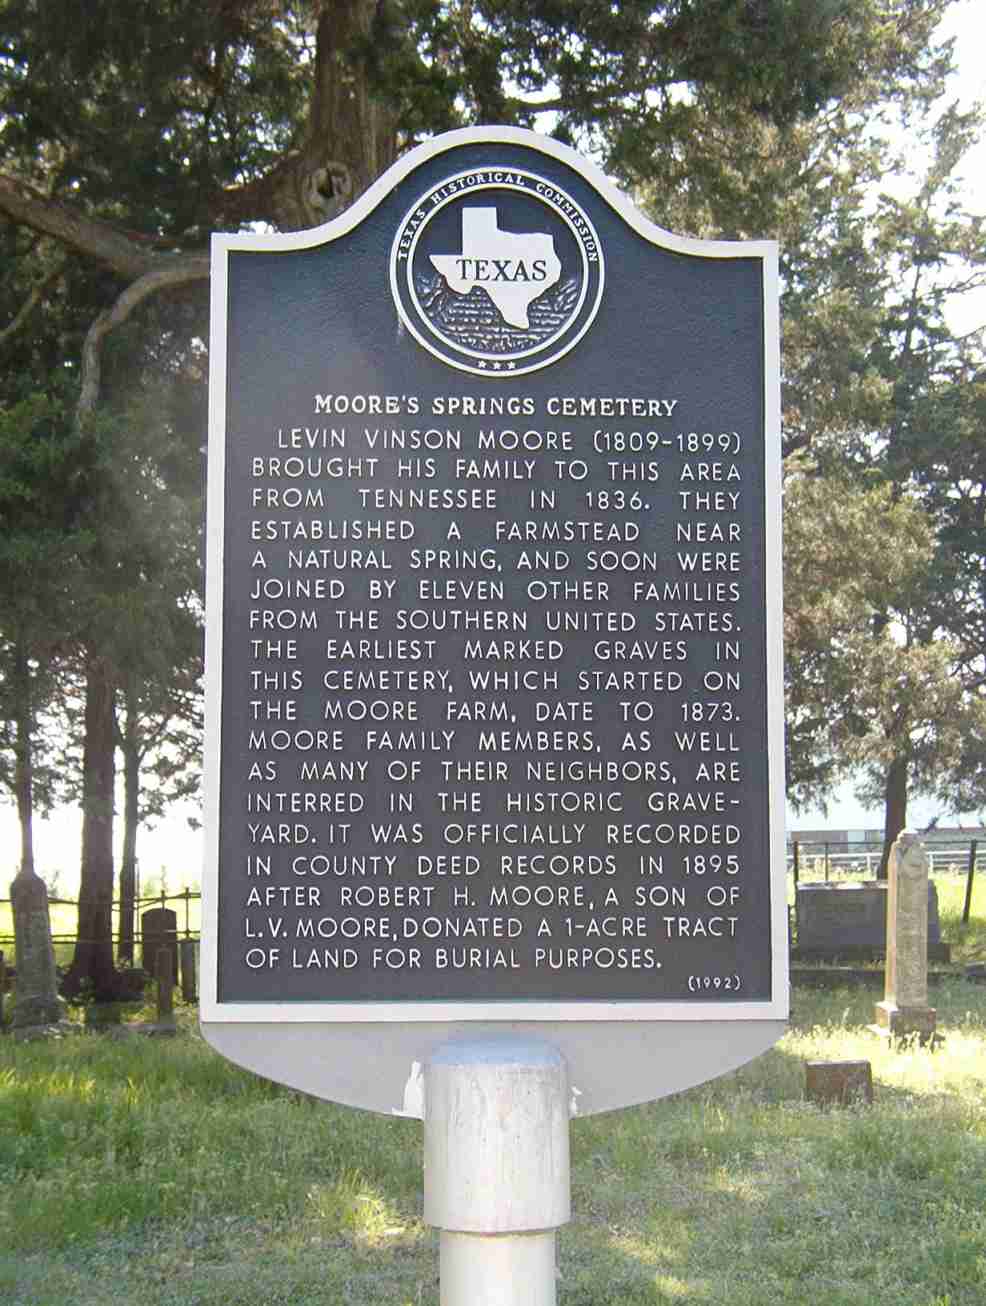 TEXAS HISTORICAL COMMISSION
TEXAS
MOORE'S SPRINGS CEMETERY
LEVIN VINSON MOORE (1809-1899)
BROUGHT HIS FAMILY TO THIS AREA
FROM TENNESSEE IN 1836. THEY
ESTABLISHED A FARMSTEAD NEAR
A NATURAL SPRING, AND SOON WERE
JOINED BY ELEVEN OTHER FAMILIES
FROM THE SOUTHERN UNITED STATES.
THE EARLIEST MARKED GRAVES IN
THIS CEMETERY, WHICH STARTED ON
THE MOORE FARM, DATE TO 1873.
MOORE FAMILY MEMBERS, AS WELL
AS MANY OF THEIR NEIGHBORS, ARE
INTERRED IN THE HISTORIC GRAVE-
YARD. IT WAS OFFICIALLY RECORDED
IN COUNTY DEED RECORDS IN 1895
AFTER ROBERT H. MOORE, A SON OF
L.V. MOORE, DONATED A 1-ACRE TRACT
OF LAND FOR BURIAL PURPOSES.
(1992)